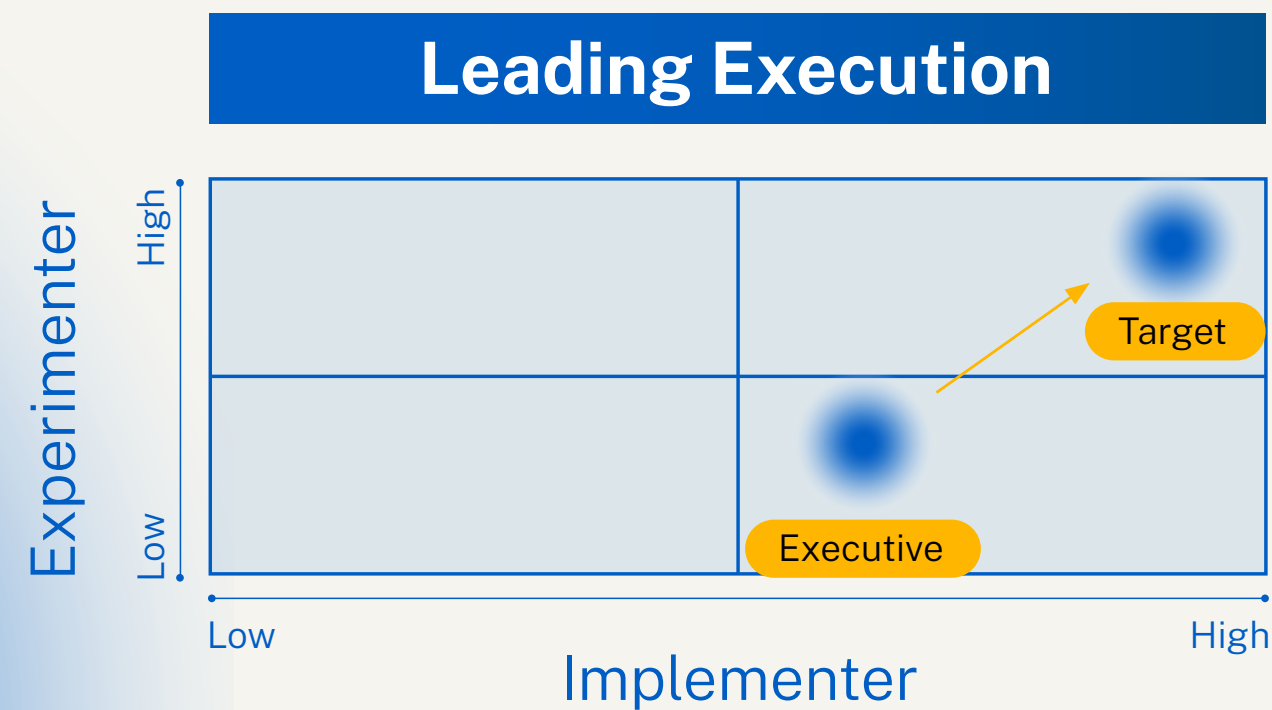 Leading Execution
Experimenter
High
Low
Target
Executive
Low
High
Implementer